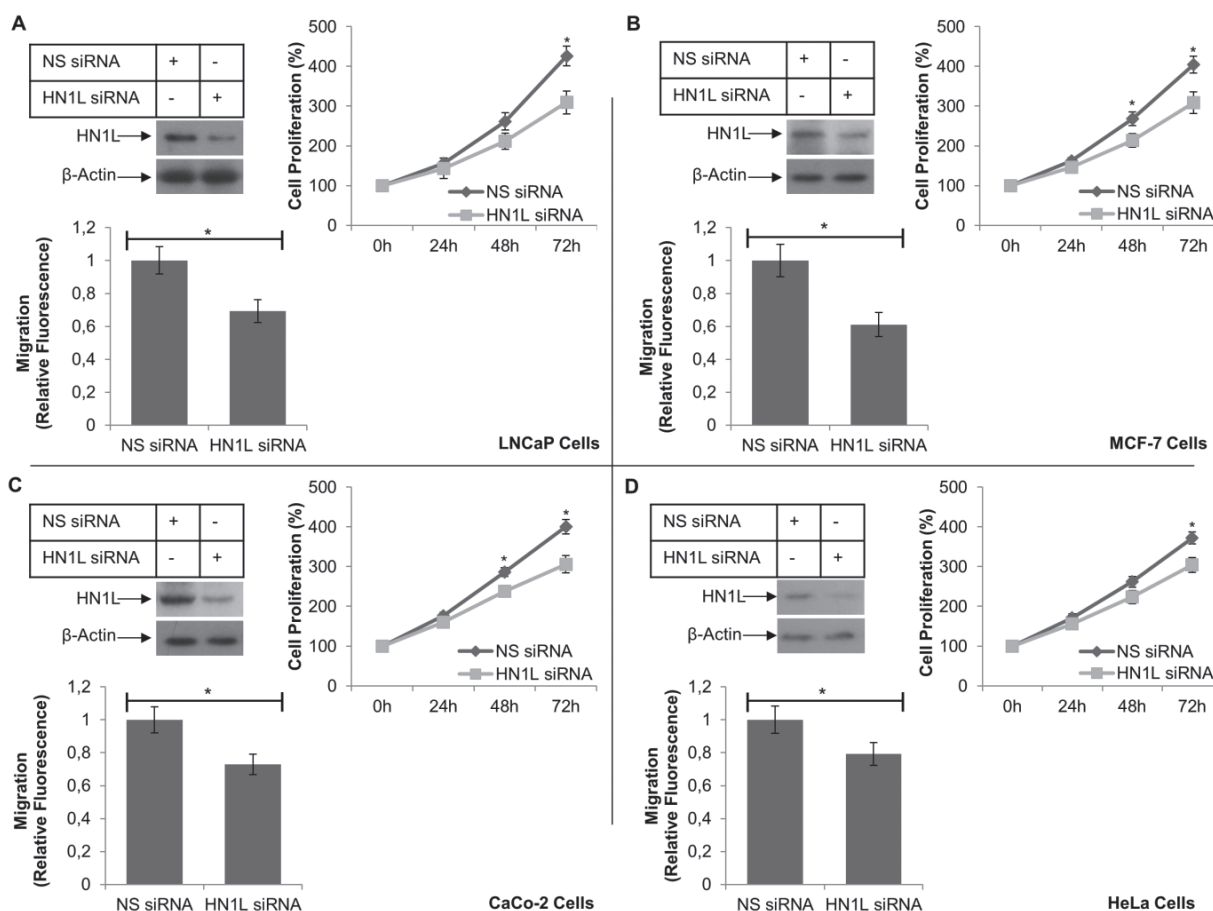 A
NS siRNA + -
HN1L siRNA - +
HN1L
β-Actin
Cell Proliferation (%)
500
400
300
200
100
0
*
NS siRNA
HN1L siRNA
0h 24h 48h 72h
Migration
(Relative Fluorescence)
1,2
1
0,8
0,6
0,4
0,2
0
*
NS siRNA HN1L siRNA
LNCaP Cells
B
NS siRNA + -
HN1L siRNA - +
HN1L
β-Actin
Cell Proliferation (%)
500
400
300
200
100
0
* *
NS siRNA
HN1L siRNA
0h 24h 48h 72h
Migration
(Relative Fluorescence)
1,2
1
0,8
0,6
0,4
0,2
0
*
NS siRNA HN1L siRNA
MCF-7 Cells
C
NS siRNA + -
HN1L siRNA - +
HN1L
β-Actin
Cell Proliferation (%)
500
400
300
200
100
0
* *
NS siRNA
HN1L siRNA
0h 24h 48h 72h
Migration
(Relative Fluorescence)
1,2
1
0,8
0,6
0,4
0,2
0
*
NS siRNA HN1L siRNA
CaCo-2 Cells
D
NS siRNA + -
HN1L siRNA - +
HN1L
β-Actin
Cell Proliferation (%)
500
400
300
200
100
0
*
NS siRNA
HN1L siRNA
0h 24h 48h 72h
Migration
(Relative Fluorescence)
1,2
1
0,8
0,6
0,4
0,2
0
*
NS siRNA HN1L siRNA
HeLa Cells